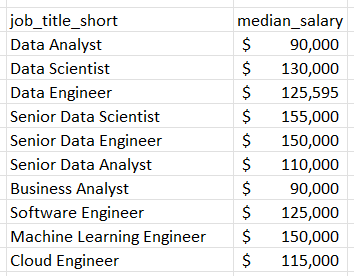 job_title_short median_salary
Data Analyst $ 90,000
Data Scientist $ 130,000
Data Engineer $ 125,595
Senior Data Scientist $ 155,000
Senior Data Engineer $ 150,000
Senior Data Analyst $ 110,000
Business Analyst $ 90,000
Software Engineer $ 125,000
Machine Learning Engineer $ 150,000
Cloud Engineer $ 115,000